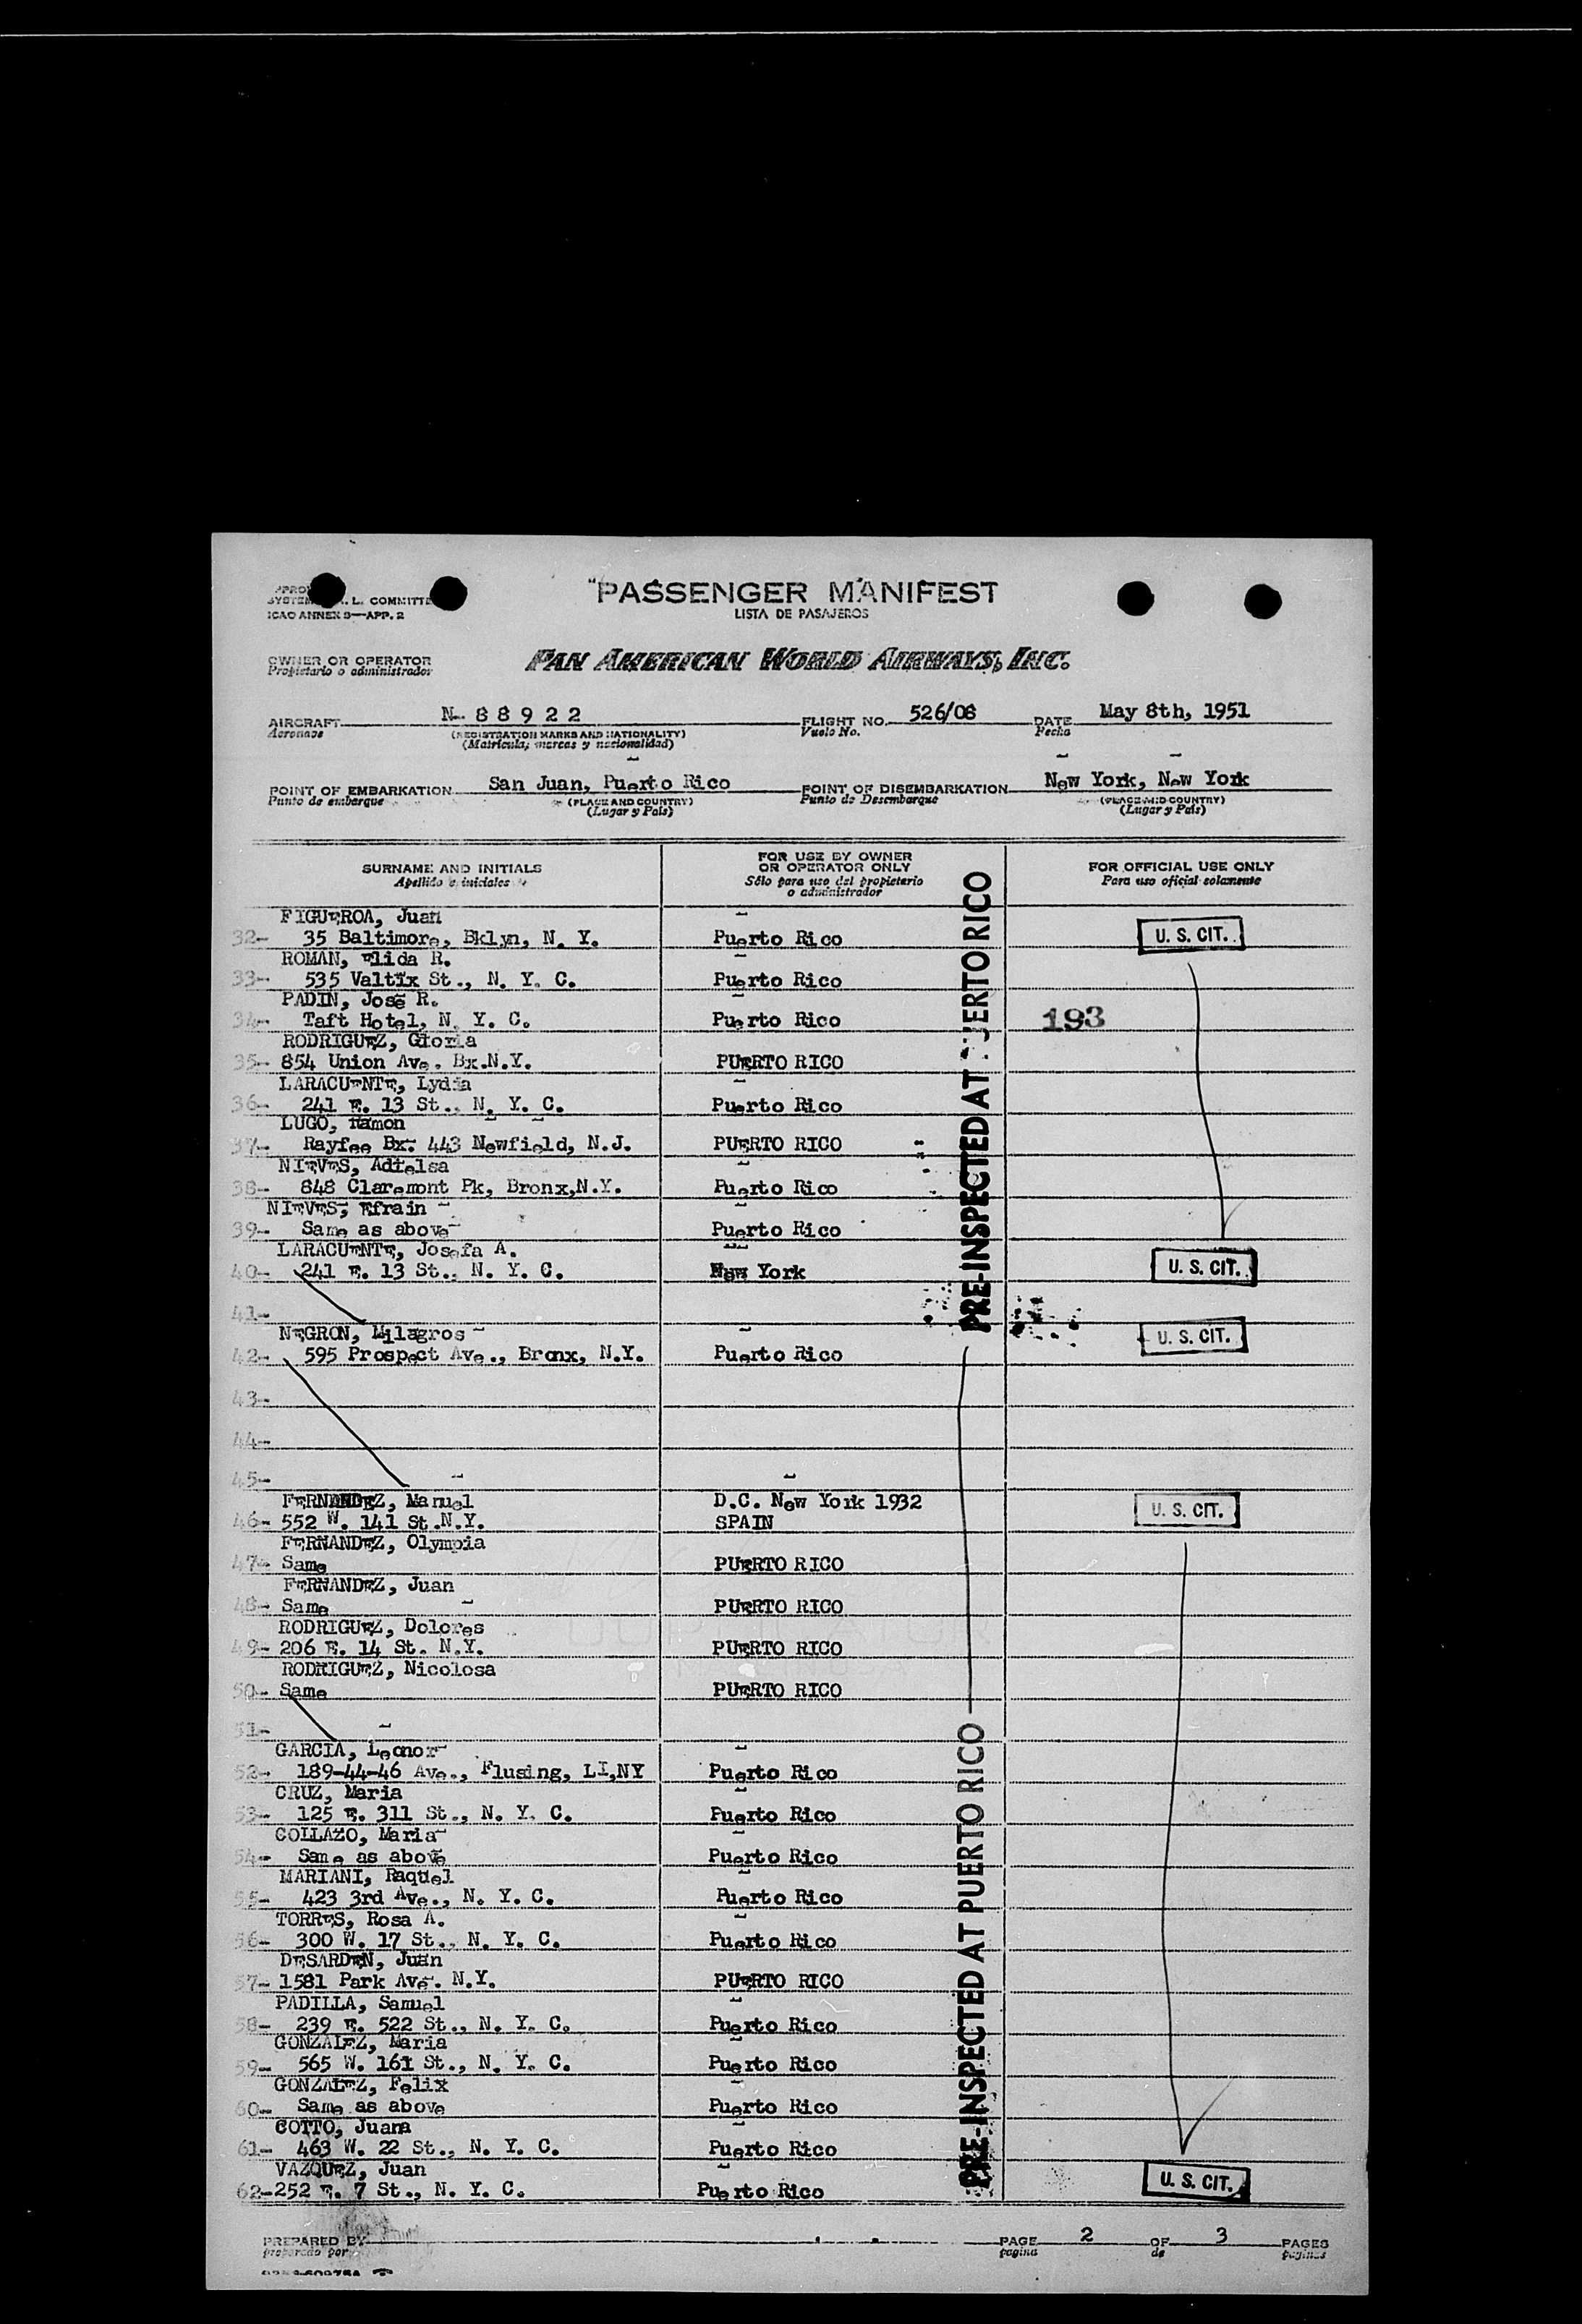 PASSENGER MANIFEST
LISTA DE PASAJEROS
L. COMMITTE
ICAO ANNEX 9—APP. 2
OWNER OR OPERATOR
Propietario o administrador
PAN AMERICAN WORLD AIRWAYS, INC.
AIRCRAFT N- 8 8 9 2 2 FLIGHT NO. 526/08 DATE May 8th, 1951
Aeronave (REGISTRATION MARKS AND NATIONALITY) Vuelo No. Fecha
(Matrícula, marcas y nacionalidad)
POINT OF EMBARKATION San Juan, Puerto Rico POINT OF DISEMBARKATION New York, New York
Punto de embarque (PLACE AND COUNTRY) Punto de Desembarque (PLACE AND COUNTRY)
(Lugar y País) (Lugar y País)
SURNAME AND INITIALS
Apellido e iniciales
FOR USE BY OWNER
OR OPERATOR ONLY
Sólo para uso del propietario
o administrador
FOR OFFICIAL USE ONLY
Para uso oficial solamente
FIGUEROA, Juan
32- 35 Baltimore, Bklyn, N. Y. Puerto Rico U. S. CIT.
ROMAN, Elida R.
33- 535 Valtix St., N. Y. C. Puerto Rico
PADIN, José R.
34- Taft Hotel, N. Y. C. Puerto Rico 193
RODRIGUEZ, Gloria
35- 854 Union Ave. Bx.N.Y. PUERTO RICO
LARACUENTE, Lydia
36- 241 E. 13 St., N. Y. C. Puerto Rico
LUGO, Ramon
37- Rayfee Bx. 443 Newfield, N.J. PUERTO RICO
NIEVES, Adielsa
38- 848 Claremont Pk, Bronx,N.Y. Puerto Rico
NIEVES, Efrain
39- Same as above Puerto Rico
LARACUENTE, Josefa A.
40- 241 E. 13 St., N. Y. C. New York U. S. CIT.
41-
NEGRON, Milagros U. S. CIT.
42- 595 Prospect Ave., Bronx, N.Y. Puerto Rico
43-
44-
45-
FERNANDEZ, Manuel D.C. New York 1932
46- 552 W. 141 St.N.Y. SPAIN U. S. CIT.
FERNANDEZ, Olympia
47- Same PUERTO RICO
FERNANDEZ, Juan
48- Same PUERTO RICO
RODRIGUEZ, Dolores
49- 206 E. 14 St. N.Y. PUERTO RICO
RODRIGUEZ, Nicolosa
50- Same PUERTO RICO
51-
GARCIA, Leonor
52- 189-44-46 Ave., Flusing, LI,NY Puerto Rico
CRUZ, Maria
53- 125 E. 311 St., N. Y. C. Puerto Rico
COLLAZO, Maria
54- Same as above Puerto Rico
MARIANI, Raquel
55- 423 3rd Ave., N. Y. C. Puerto Rico
TORRES, Rosa A.
56- 300 W. 17 St., N. Y. C. Puerto Rico
DESARDEN, Juan
57- 1581 Park Ave. N.Y. PUERTO RICO
PADILLA, Samuel
58- 239 E. 522 St., N. Y. C. Puerto Rico
GONZALEZ, Maria
59- 565 W. 161 St., N. Y. C. Puerto Rico
GONZALEZ, Felix
60- Same as above Puerto Rico
COTTO, Juana
61- 463 W. 22 St., N. Y. C. Puerto Rico
VAZQUEZ, Juan
62- 252 E. 7 St., N. Y. C. Puerto Rico U. S. CIT.
PRE-INSPECTED AT PUERTO RICO
PRE-INSPECTED AT PUERTO RICO
PREPARED BY PAGE 2 OF 3 PAGES
preparado por pagina de paginas